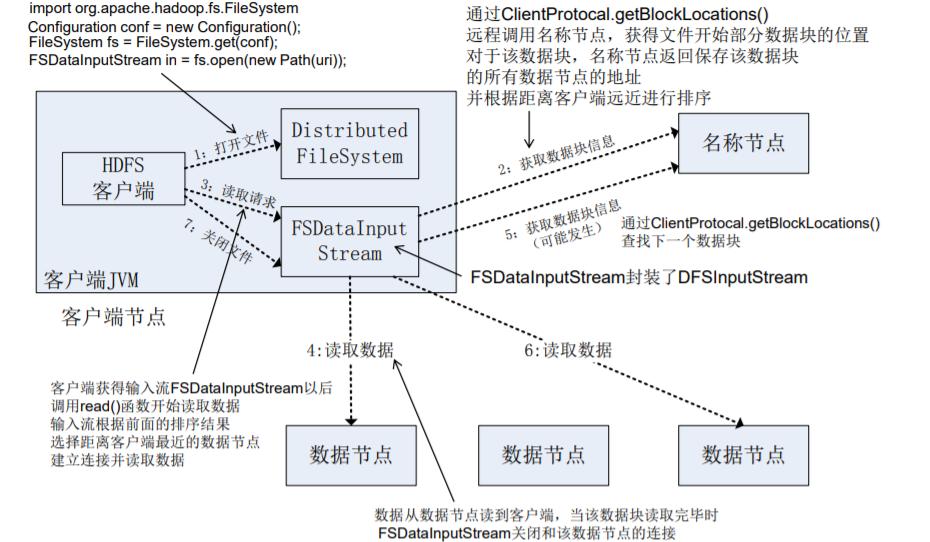 import org.apache.hadoop.fs.FileSystem
Configuration conf = new Configuration();
FileSystem fs = FileSystem.get(conf);
FSDataInputStream in = fs.open(new Path(uri));
通过ClientProtocal.getBlockLocations()
远程调用名称节点，获得文件开始部分数据块的位置
对于该数据块，名称节点返回保存该数据块
的所有数据节点的地址
并根据距离客户端远近进行排序
HDFS
客户端
1：打开文件
Distributed
FileSystem
3：读取请求
7：关闭文件
FSDataInput
Stream
客户端JVM
客户端节点
2：获取数据块信息
名称节点
5：获取数据块信息
（可能发生）
通过ClientProtocal.getBlockLocations()
查找下一个数据块
FSDataInputStream封装了DFSInputStream
4:读取数据
6:读取数据
客户端获得输入流FSDataInputStream以后
调用read()函数开始读取数据
输入流根据前面的排序结果
选择距离客户端最近的数据节点
建立连接并读取数据
数据节点
数据节点
数据节点
数据从数据节点读到客户端，当该数据块读取完毕时
FSDataInputStream关闭和该数据节点的连接